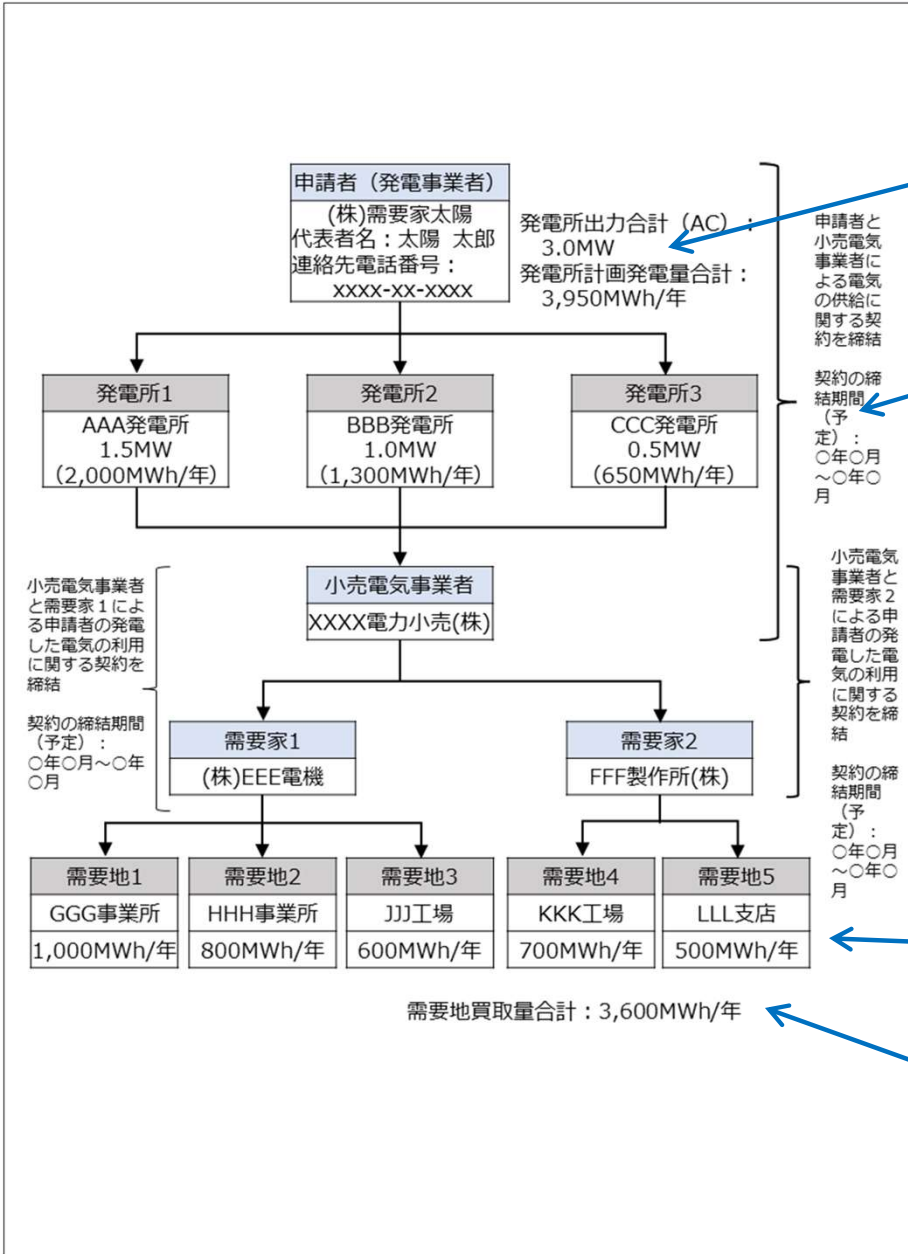 申請者（発電事業者）
(株)需要家太陽
代表者名：太陽 太郎
連絡先電話番号：
xxxx-xx-xxxx
発電所出力合計（AC）：
3.0MW
発電所計画発電量合計：
3,950MWh/年
申請者と
小売電気
事業者に
よる電気
の供給に
関する契
約を締結
契約の締
結期間
（予
定）：
○年○月
～○年○
月
発電所1
AAA発電所
1.5MW
(2,000MWh/年)
発電所2
BBB発電所
1.0MW
(1,300MWh/年)
発電所3
CCC発電所
0.5MW
(650MWh/年)
小売電気事業者
と需要家１によ
る申請者の発電
した電気の利用
に関する契約を
締結
契約の締結期間
（予定）：
○年○月～○年
○月
小売電気事業者
XXXX電力小売(株)
小売電気
事業者と
需要家２
による申
請者の発
電した電
気の利用
に関する
契約を締
結
契約の締
結期間
（予
定）：
○年○月
～○年○
月
需要家1
(株)EEE電機
需要家2
FFF製作所(株)
需要地1
GGG事業所
1,000MWh/年
需要地2
HHH事業所
800MWh/年
需要地3
JJJ工場
600MWh/年
需要地4
KKK工場
700MWh/年
需要地5
LLL支店
500MWh/年
需要地買取量合計：3,600MWh/年